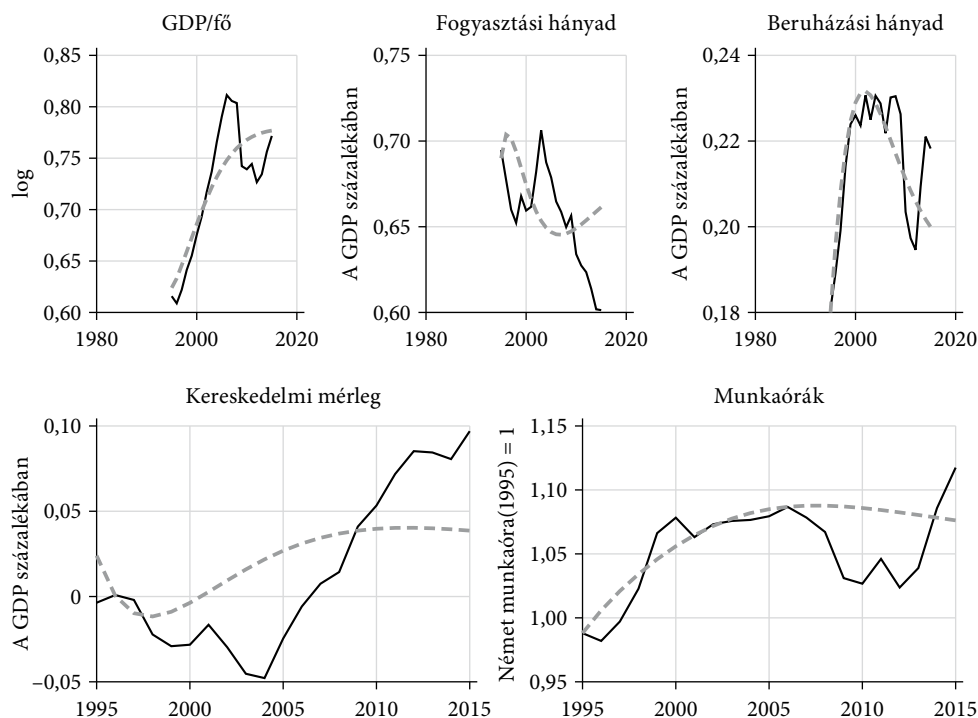 GDP/fő
log
0,85
0,80
0,75
0,70
0,65
0,60
1980 2000 2020
Fogyasztási hányad
A GDP százalékában
0,75
0,70
0,65
0,60
1980 2000 2020
Beruházási hányad
A GDP százalékában
0,24
0,22
0,20
0,18
1980 2000 2020
Kereskedelmi mérleg
A GDP százalékában
0,10
0,05
0
–0,05
1995 2000 2005 2010 2015
Munkaórák
Német munkaóra(1995) = 1
1,15
1,10
1,05
1,00
0,95
1995 2000 2005 2010 2015